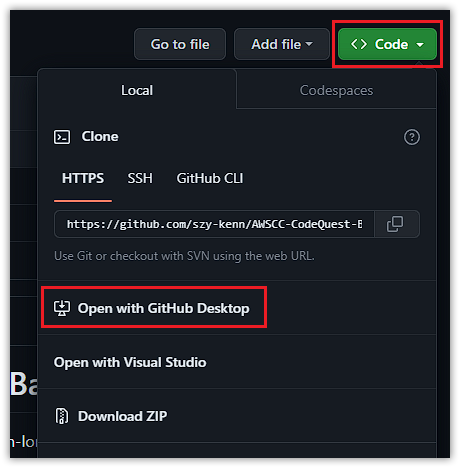 Go to file
Add file
Code
Local
Codespaces
Clone
HTTPS
SSH
GitHub CLI
https://github.com/szy-kenn/AWSCC-CodeQuest-B
Use Git or checkout with SVN using the web URL.
Open with GitHub Desktop
Open with Visual Studio
Ba
Download ZIP